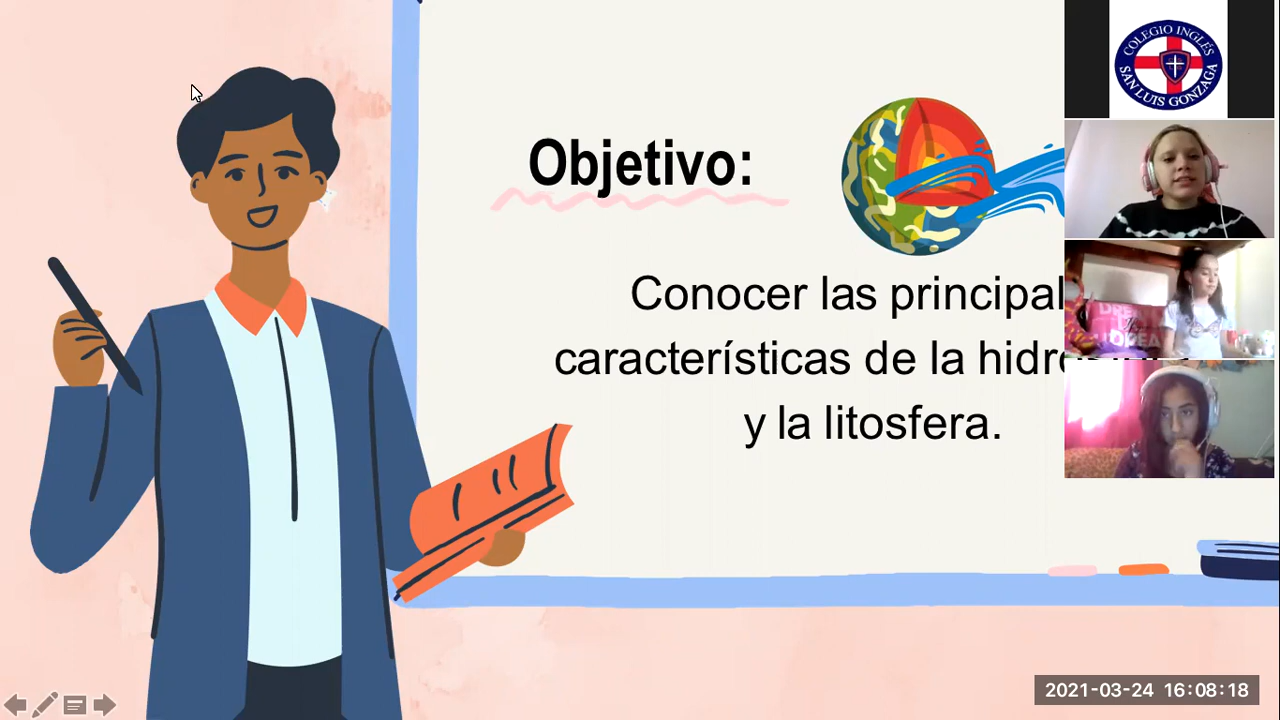 Objetivo:
Conocer las principal
características de la
y la litosfera.
COLEGIO INGLÉS
SAN LUIS GONZAGA
2021-03-24 16:08:18